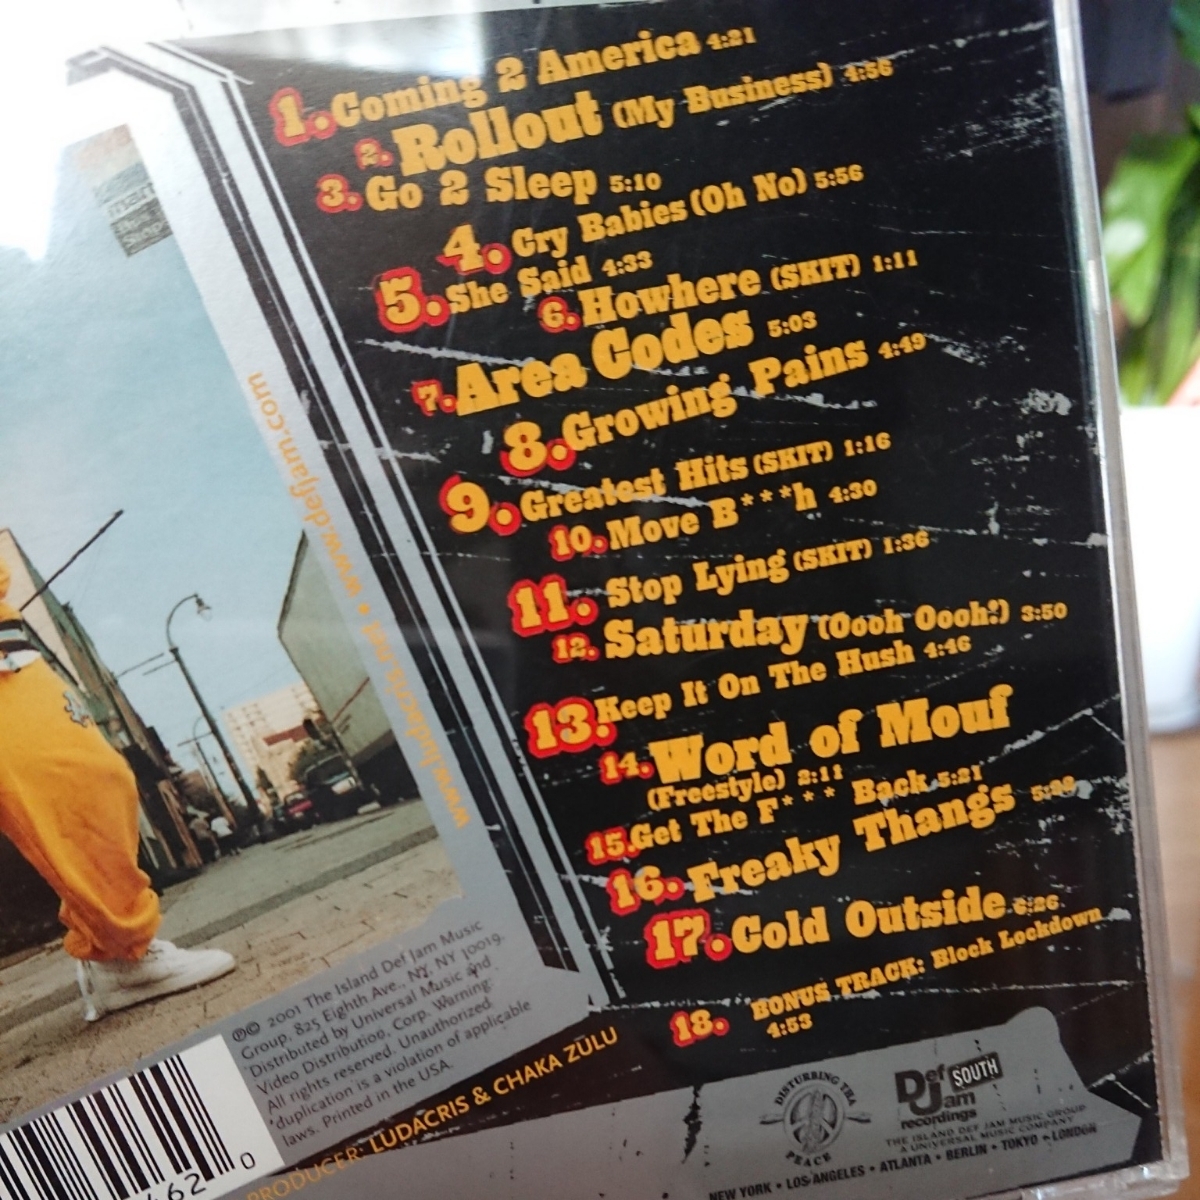 1. Coming 2 America 4:21
2. Rollout (My Business) 4:56
3. Go 2 Sleep 5:10
4. Cry Babies (Oh No) 5:56
5. She Said 4:33
6. Howhere (SKIT) 1:11
7. Area Codes 5:03
8. Growing Pains 4:49
9. Greatest Hits (SKIT) 1:16
10. Move B***h 4:30
11. Stop Lying (SKIT) 1:36
12. Saturday (Oooh Oooh!) 3:50
13. Keep It On The Hush 4:46
14. Word of Mouf
(Freestyle) 2:11
15. Get The F*** Back 5:21
16. Freaky Thangs
17. Cold Outside 6:26
18. BONUS TRACK: Block Lockdown
4:53
www.ludacris.net • www.defjam.com
℗© 2001 The Island Def Jam Music
Group, 825 Eighth Ave., NY, NY 10019.
Distributed by Universal Music and
Video Distribution, Corp. Warning:
All rights reserved. Unauthorized
duplication is a violation of applicable
laws. Printed in the USA.
PRODUCER: LUDACRIS & CHAKA ZULU
DISTURBING THA
PEACE
Def Jam SOUTH
recordings
THE ISLAND DEF JAM MUSIC GROUP
A UNIVERSAL MUSIC COMPANY
NEW YORK • LOS ANGELES • ATLANTA • BERLIN • TOKYO • LONDON
462 0